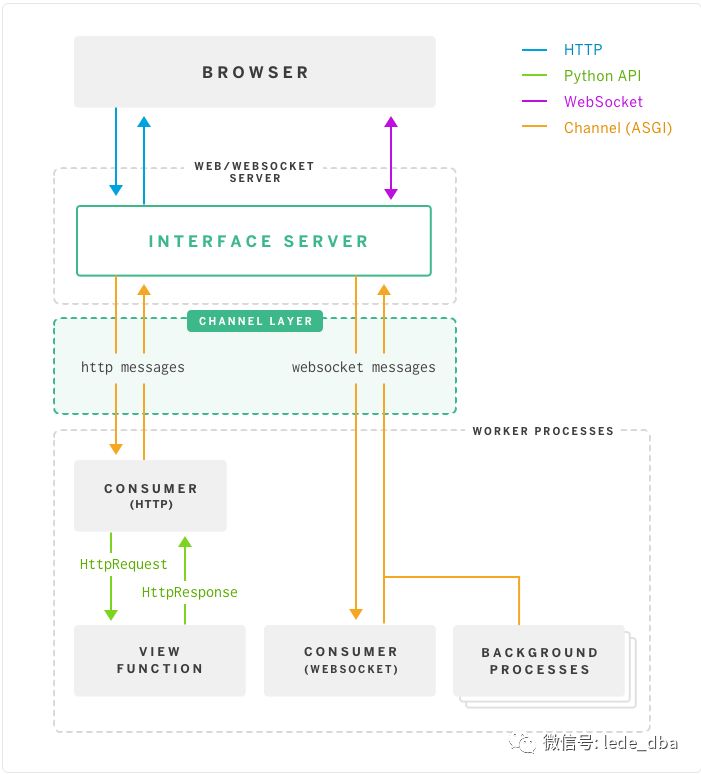 BROWSER
HTTP
Python API
WebSocket
Channel (ASGI)
WEB/WEBSOCKET
SERVER
INTERFACE SERVER
CHANNEL LAYER
http messages
websocket messages
WORKER PROCESSES
CONSUMER
(HTTP)
HttpRequest
HttpResponse
VIEW
FUNCTION
CONSUMER
(WEBSOCKET)
BACKGROUND
PROCESSES
微信号: lede_dba